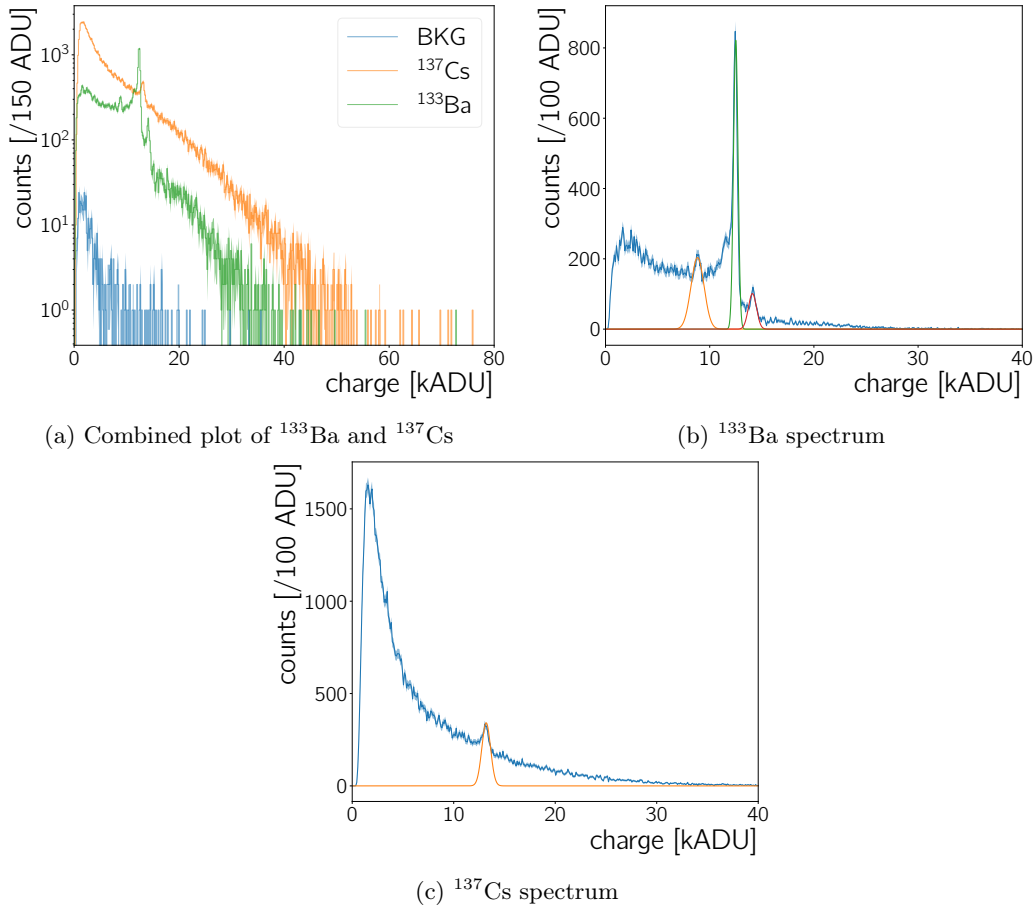 counts [/150 ADU]
10³
10²
10¹
10⁰
BKG
¹³⁷Cs
¹³³Ba
0 20 40 60 80
charge [kADU]
(a) Combined plot of ¹³³Ba and ¹³⁷Cs
counts [/100 ADU]
800
600
400
200
0
0 10 20 30 40
charge [kADU]
(b) ¹³³Ba spectrum
counts [/100 ADU]
1500
1000
500
0
0 10 20 30 40
charge [kADU]
(c) ¹³⁷Cs spectrum